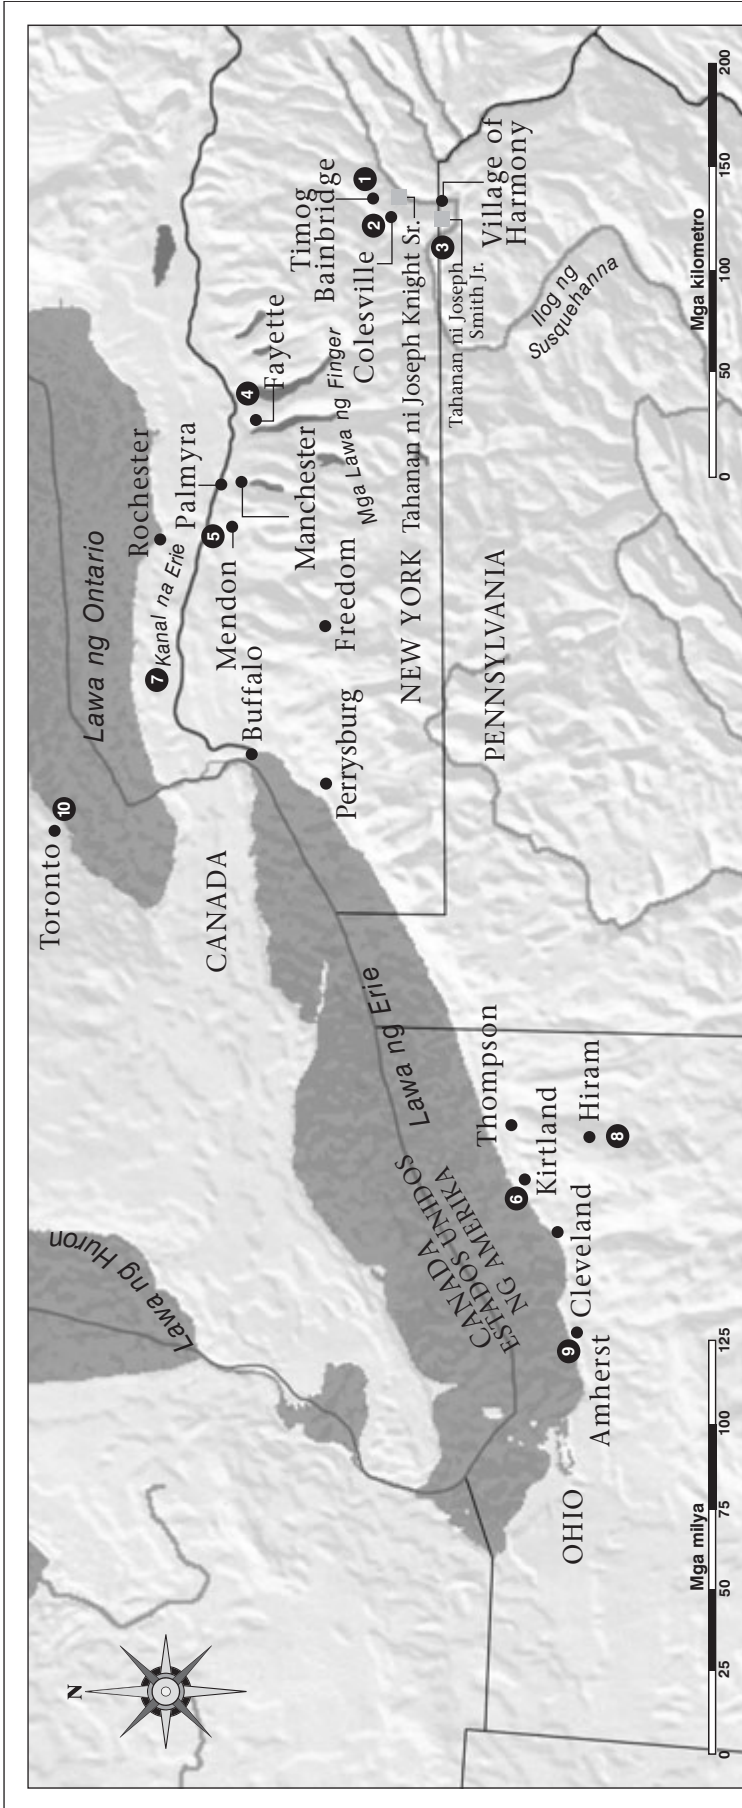 N
Lawa ng Huron
Toronto
10
Lawa ng Ontario
CANADA
Rochester
7
Kanal na Erie
Palmyra
5
Mendon
Buffalo
Manchester
4
Fayette
Mga Lawa ng Finger
Timog
Bainbridge
1
2
Colesville
Tahanan ni Joseph Knight Sr.
3
Tahanan ni Joseph
Smith Jr.
Village of
Harmony
Freedom
Perrysburg
NEW YORK
PENNSYLVANIA
Ilog ng
Susquehanna
Lawa ng Erie
CANADA
ESTADOS UNIDOS
NG AMERIKA
Thompson
6
Kirtland
Hiram
8
Cleveland
9
Amherst
OHIO
Mga milya
0 25 50 75 100 125
Mga kilometro
0 50 100 150 200